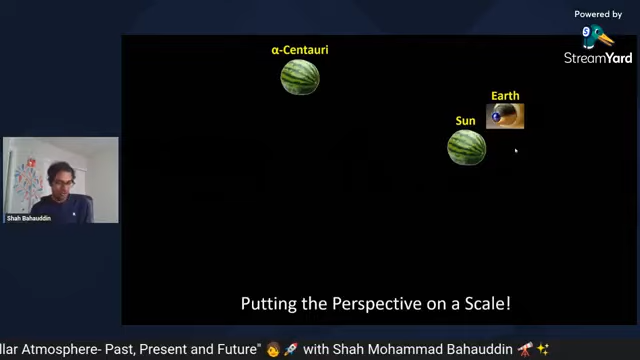 Powered by
StreamYard
α-Centauri
Earth
Sun
Shah Bahauddin
Putting the Perspective on a Scale!
llar Atmosphere- Past, Present and Future" 🧑🚀 with Shah Mohammad Bahauddin 🔭✨